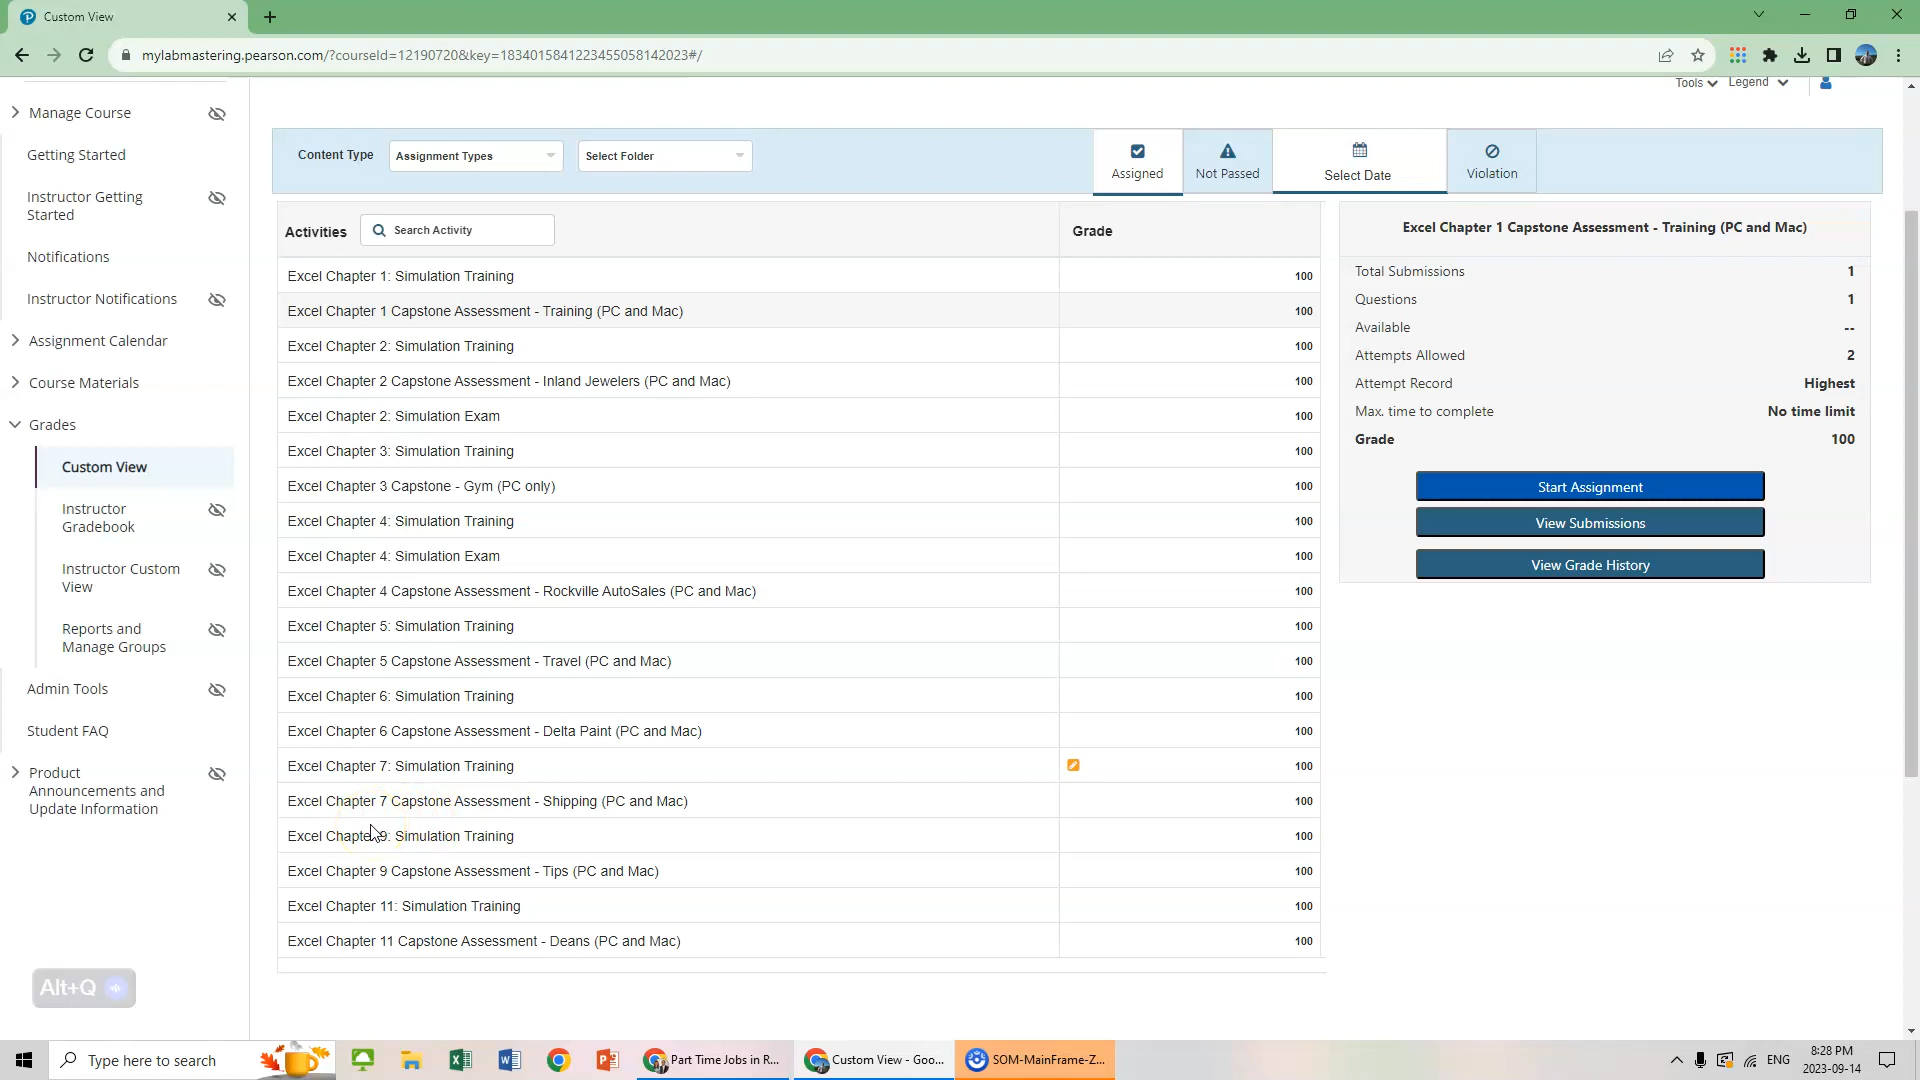 Custom View
mylabmastering.pearson.com/?courseId=12190720&key=1834015841223455058142023#/
Tools
Legend
Manage Course
Getting Started
Instructor Getting
Started
Notifications
Instructor Notifications
Assignment Calendar
Course Materials
Grades
Custom View
Instructor
Gradebook
Instructor Custom
View
Reports and
Manage Groups
Admin Tools
Student FAQ
Product
Announcements and
Update Information
Alt+Q
Content Type
Assignment Types
Select Folder
Assigned
Not Passed
Select Date
Violation
Activities
Search Activity
Grade
Excel Chapter 1: Simulation Training 100
Excel Chapter 1 Capstone Assessment - Training (PC and Mac) 100
Excel Chapter 2: Simulation Training 100
Excel Chapter 2 Capstone Assessment - Inland Jewelers (PC and Mac) 100
Excel Chapter 2: Simulation Exam 100
Excel Chapter 3: Simulation Training 100
Excel Chapter 3 Capstone - Gym (PC only) 100
Excel Chapter 4: Simulation Training 100
Excel Chapter 4: Simulation Exam 100
Excel Chapter 4 Capstone Assessment - Rockville AutoSales (PC and Mac) 100
Excel Chapter 5: Simulation Training 100
Excel Chapter 5 Capstone Assessment - Travel (PC and Mac) 100
Excel Chapter 6: Simulation Training 100
Excel Chapter 6 Capstone Assessment - Delta Paint (PC and Mac) 100
Excel Chapter 7: Simulation Training 100
Excel Chapter 7 Capstone Assessment - Shipping (PC and Mac) 100
Excel Chapter 9: Simulation Training 100
Excel Chapter 9 Capstone Assessment - Tips (PC and Mac) 100
Excel Chapter 11: Simulation Training 100
Excel Chapter 11 Capstone Assessment - Deans (PC and Mac) 100
Excel Chapter 1 Capstone Assessment - Training (PC and Mac)
Total Submissions 1
Questions 1
Available --
Attempts Allowed 2
Attempt Record Highest
Max. time to complete No time limit
Grade 100
Start Assignment
View Submissions
View Grade History
Type here to search
Part Time Jobs in R...
Custom View - Goo...
SOM-MainFrame-Z...
ENG
8:28 PM
2023-09-14